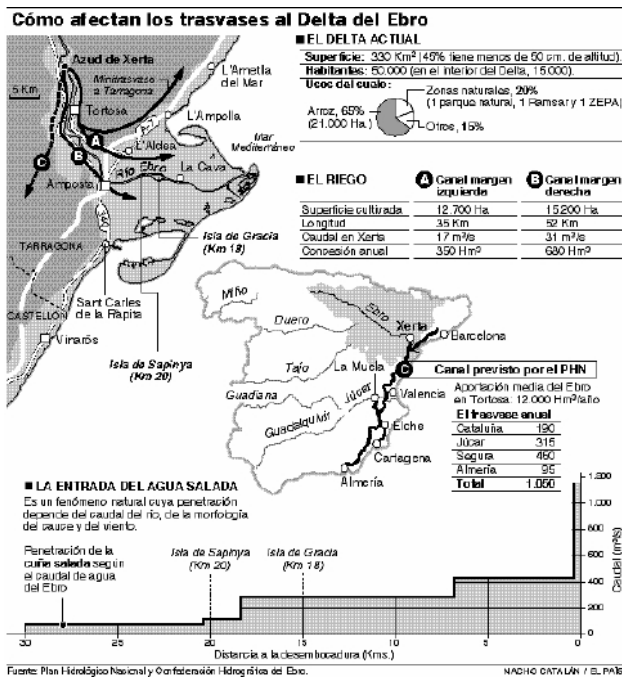 Cómo afectan los trasvases al Delta del Ebro
Azud de Xerta
5 Km
Minitrasvase a Tarragona
L'Ametlla
del Mar
Tortosa
L'Ampolla
A
A-7
Mar
Mediterráneo
L'Aldea
C
B
Río Ebro
La Cava
Amposta
Isla de Gracia
(Km 18)
TARRAGONA
Sant Carles
de la Ràpita
CASTELLÓN
Vinaròs
Isla de Sapinya
(Km 20)
■ EL DELTA ACTUAL
Superficie: 330 Km² (45% tiene menos de 50 cm. de altitud).
Habitantes: 50.000 (en el interior del Delta, 15.000).
Usos del suelo:
Zonas naturales, 20%
(1 parque natural, 1 Ramsar y 1 ZEPA)
Arroz, 65%
(21.000 Ha.)
Otros, 15%
■ EL RIEGO
A Canal margen izquierda
B Canal margen derecha
Superficie cultivada 12.700 Ha 15.200 Ha
Longitud 35 Km 52 Km
Caudal en Xerta 17 m³/s 31 m³/s
Concesión anual 350 Hm³ 680 Hm³
Miño
Duero
Ebro
Xerta
Barcelona
Tajo
La Muela
C
Guadiana
Júcar
Valencia
Guadalquivir
Elche
Cartagena
Almería
Canal previsto por el PHN
Aportación media del Ebro
en Tortosa: 12.000 Hm³/año
El trasvase anual
Cataluña 190
Júcar 315
Segura 450
Almería 95
Total 1.050
■ LA ENTRADA DEL AGUA SALADA
Es un fenómeno natural cuya penetración
depende del caudal del río, de la morfología
del cauce y del viento.
Penetración de la
cuña salada según
el caudal de agua
del Ebro
Isla de Sapinya
(Km 20)
Isla de Gracia
(Km 18)
1.000
800
600
400
200
0
Caudal (m³/s)
30 25 20 15 10 5 0
Distancia a la desembocadura (Kms.)
Fuente: Plan Hidrológico Nacional y Confederación Hidrográfica del Ebro.
NACHO CATALÁN / EL PAÍS